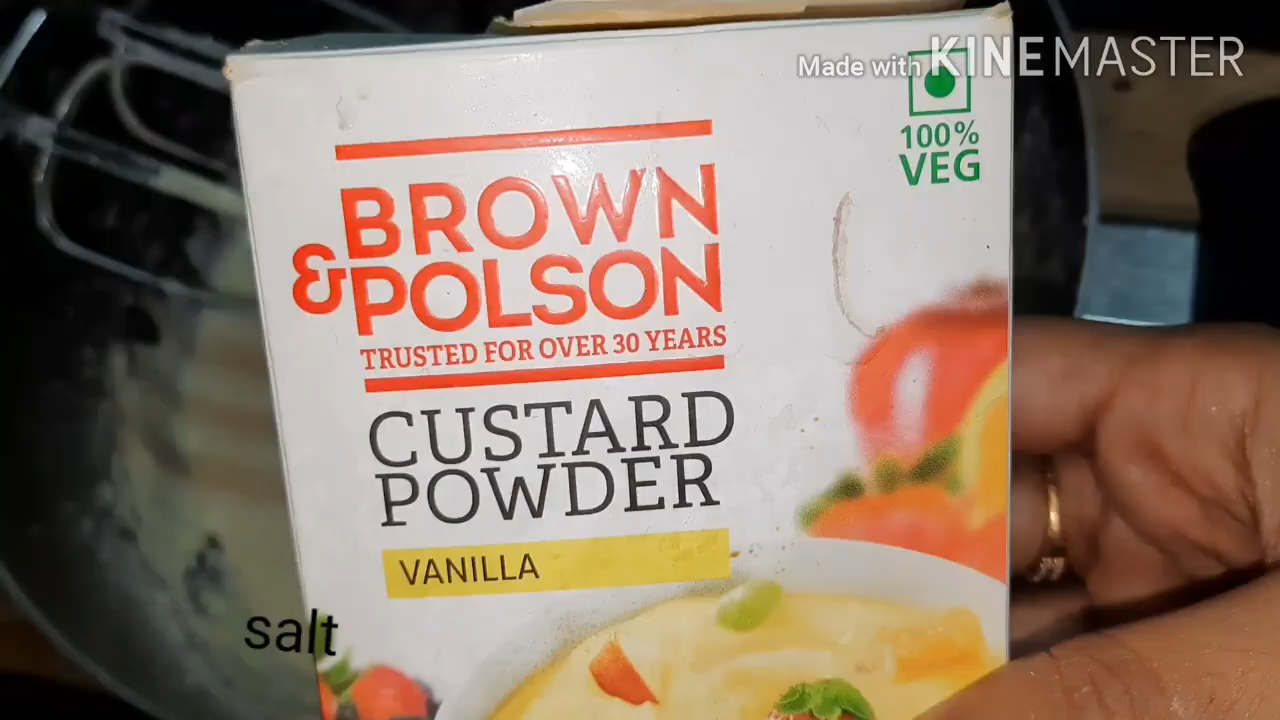 Made with KINEMASTER
100%
VEG
BROWN
&POLSON
TRUSTED FOR OVER 30 YEARS
CUSTARD
POWDER
VANILLA
salt